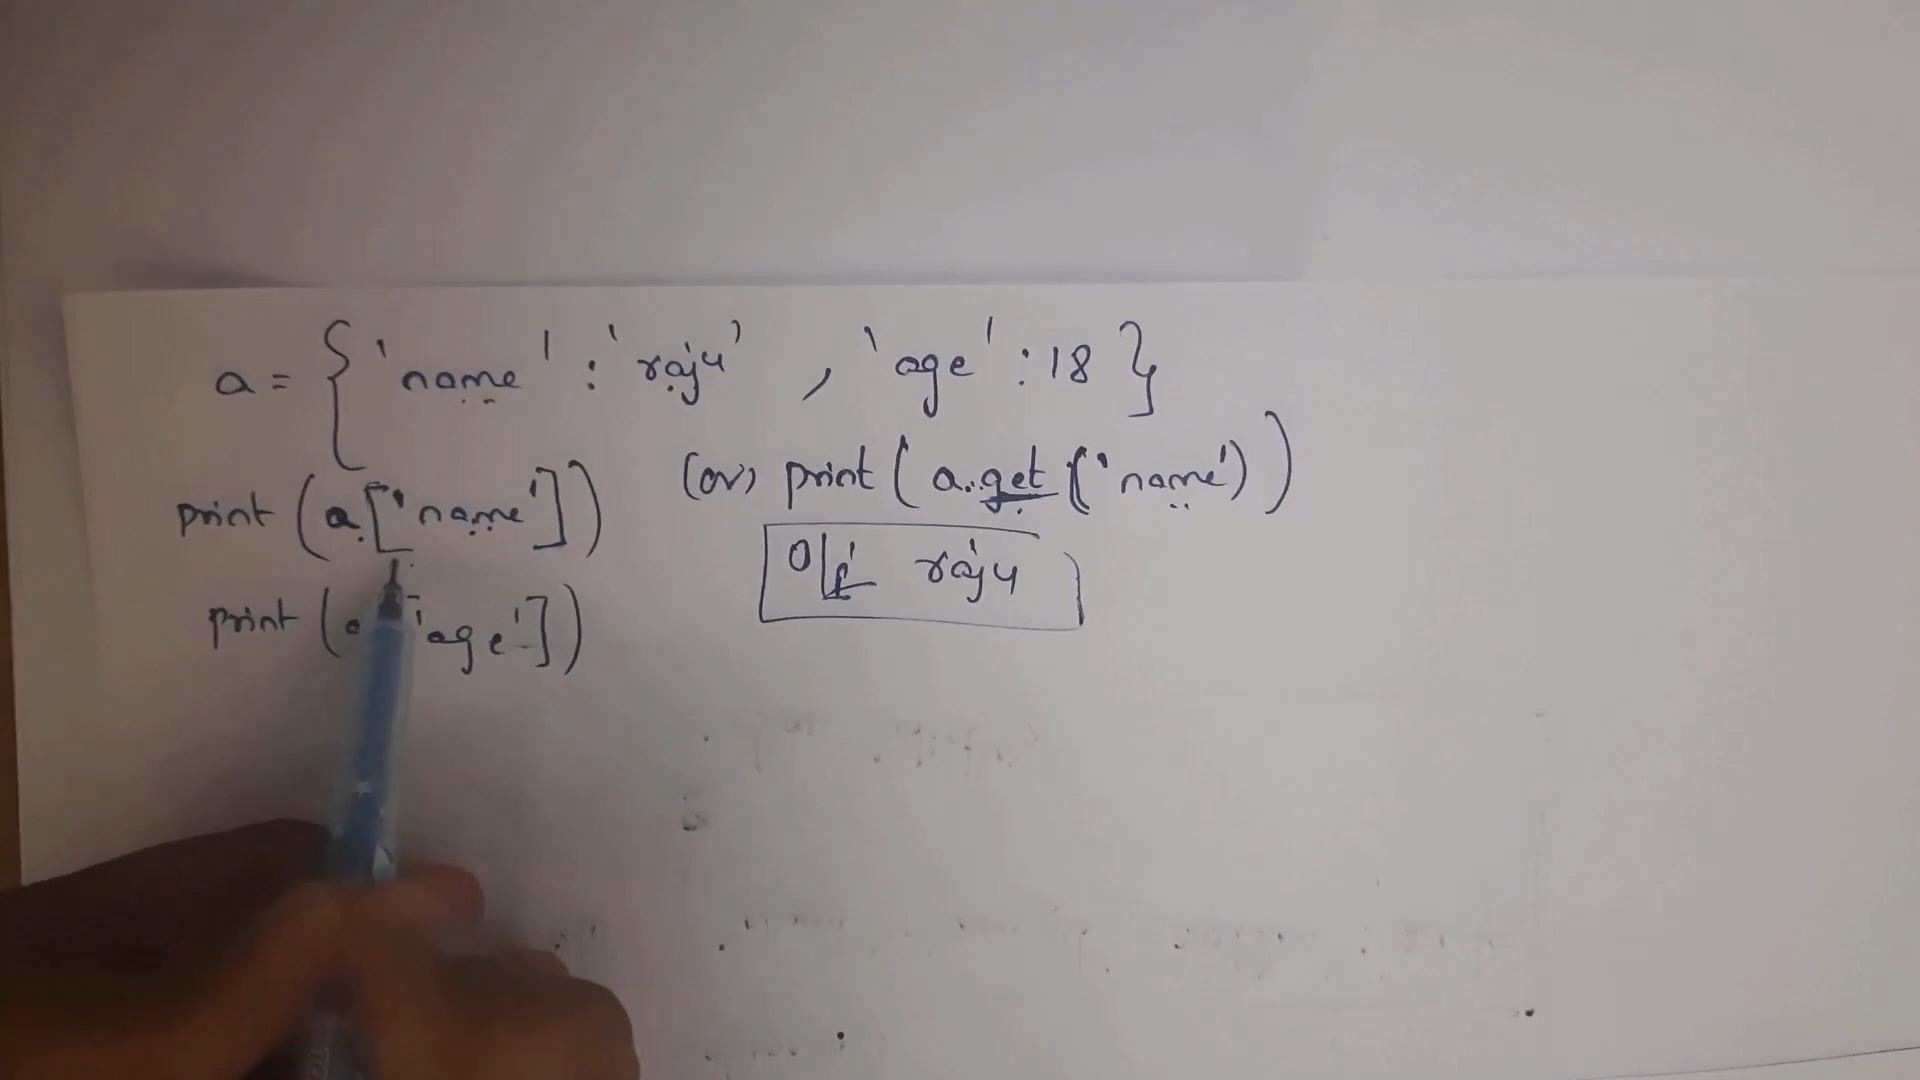 a = { 'name' : 'raju' , 'age' : 18 }
print ( a ['name'] ) (or) print ( a.get ('name') )
O/P raju
print ( a 'age'] )